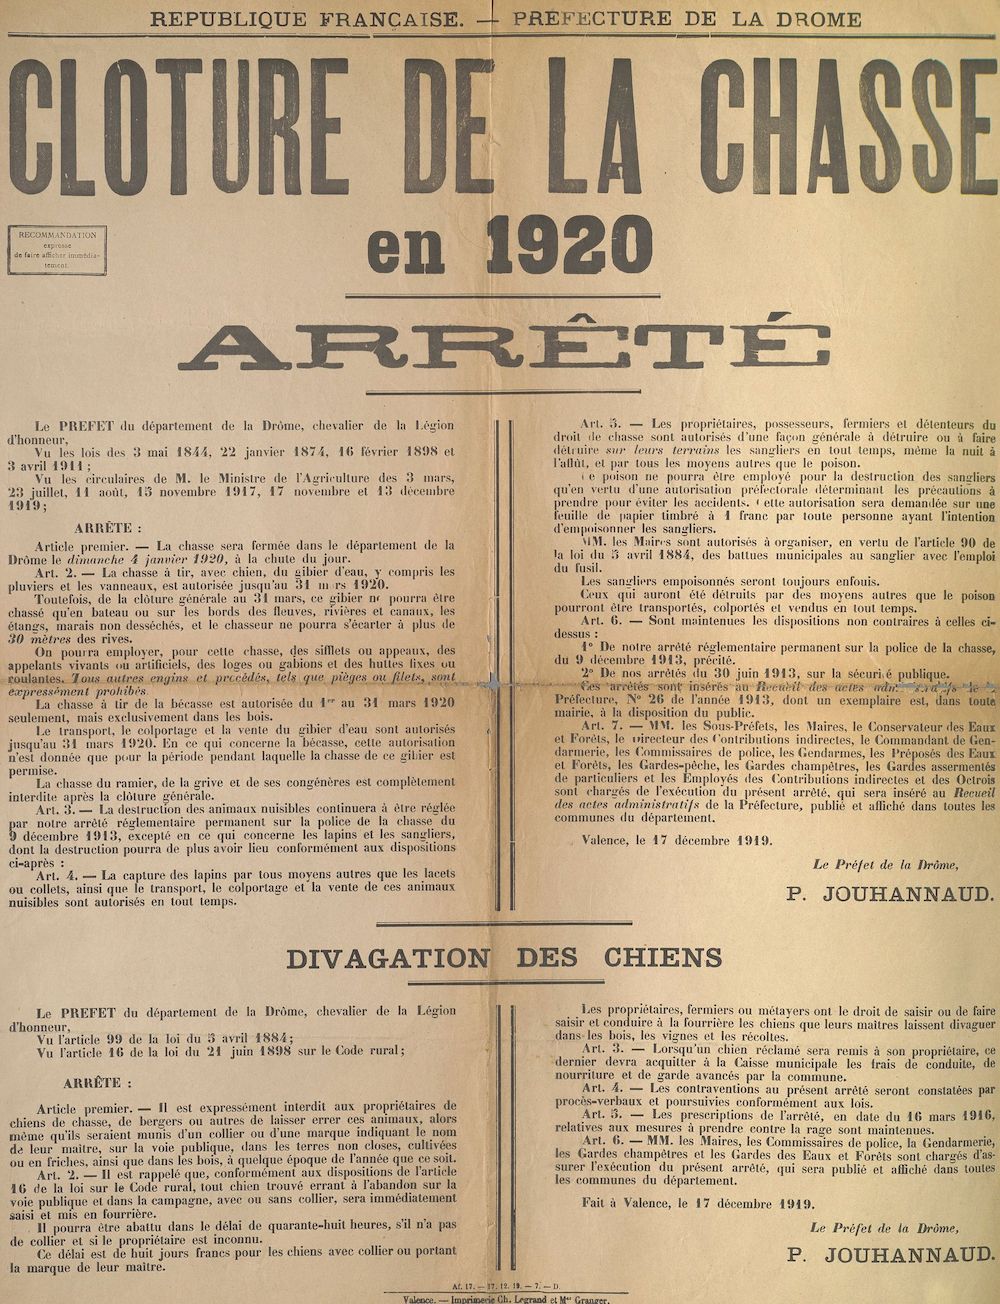 REPUBLIQUE FRANÇAISE. — PRÉFECTURE DE LA DROME
CLOTURE DE LA CHASSE
RECOMMANDATION
expresse
de faire afficher immédia-
tement.
en 1920
ARRÊTÉ
Le PREFET du département de la Drôme, chevalier de la Légion
d'honneur,
Vu les lois des 3 mai 1844, 22 janvier 1874, 16 février 1898 et
3 avril 1911 ;
Vu les circulaires de M. le Ministre de l'Agriculture des 3 mars,
23 juillet, 11 août, 15 novembre 1917, 17 novembre et 13 décembre
1919;
ARRÊTE :
Article premier. — La chasse sera fermée dans le département de la
Drôme le dimanche 4 janvier 1920, à la chute du jour.
Art. 2. — La chasse à tir, avec chien, du gibier d'eau, y compris les
pluviers et les vanneaux, est autorisée jusqu'au 31 mars 1920.
Toutefois, de la clôture générale au 31 mars, ce gibier ne pourra être
chassé qu'en bateau ou sur les bords des fleuves, rivières et canaux, les
étangs, marais non desséchés, et le chasseur ne pourra s'écarter à plus de
30 mètres des rives.
On pourra employer, pour cette chasse, des sifflets ou appeaux, des
appelants vivants ou artificiels, des loges ou gabions et des huttes fixes ou
roulantes. Tous autres engins et procédés, tels que pièges ou filets, sont
expressément prohibés
La chasse à tir de la bécasse est autorisée du 1er au 31 mars 1920
seulement, mais exclusivement dans les bois.
Le transport, le colportage et la vente du gibier d'eau sont autorisés
jusqu'au 31 mars 1920. En ce qui concerne la bécasse, cette autorisation
n'est donnée que pour la période pendant laquelle la chasse de ce gibier est
permise.
La chasse du ramier, de la grive et de ses congénères est complètement
interdite après la clôture générale.
Art. 3. — La destruction des animaux nuisibles continuera à être réglée
par notre arrêté réglementaire permanent sur la police de la chasse du
9 décembre 1913, excepté en ce qui concerne les lapins et les sangliers,
dont la destruction pourra de plus avoir lieu conformément aux dispositions
ci-après :
Art. 4. — La capture des lapins par tous moyens autres que les lacets
ou collets, ainsi que le transport, le colportage et la vente de ces animaux
nuisibles sont autorisés en tout temps.
Art. 5. — Les propriétaires, possesseurs, fermiers et détenteurs du
droit de chasse sont autorisés d'une façon générale à détruire ou à faire
détruire sur leurs terrains les sangliers en tout temps, même la nuit à
l'affût, et par tous les moyens autres que le poison.
Le poison ne pourra être employé pour la destruction des sangliers
qu'en vertu d'une autorisation préfectorale déterminant les précautions à
prendre pour éviter les accidents. Cette autorisation sera demandée sur une
feuille de papier timbré à 1 franc par toute personne ayant l'intention
d'empoisonner les sangliers.
MM. les Maires sont autorisés à organiser, en vertu de l'article 90 de
la loi du 5 avril 1884, des battues municipales au sanglier avec l'emploi
du fusil.
Les sangliers empoisonnés seront toujours enfouis.
Ceux qui auront été détruits par des moyens autres que le poison
pourront être transportés, colportés et vendus en tout temps.
Art. 6. — Sont maintenues les dispositions non contraires à celles ci-
dessus :
1° De notre arrêté réglementaire permanent sur la police de la chasse,
du 9 décembre 1913, précité.
2° De nos arrêtés du 30 juin 1913, sur la sécurité publique.
Ces arrêtés sont insérés au Recueil des actes administratifs de la
Préfecture, N° 26 de l'année 1913, dont un exemplaire est, dans toute
mairie, à la disposition du public.
Art. 7. — MM. les Sous-Préfets, les Maires, le Conservateur des Eaux
et Forêts, le Directeur des Contributions indirectes, le Commandant de Gen-
darmerie, les Commissaires de police, les Gendarmes, les Préposés des Eaux
et Forêts, les Gardes-pêche, les Gardes champêtres, les Gardes assermentés
de particuliers et les Employés des Contributions indirectes et des Octrois
sont chargés de l'exécution du présent arrêté, qui sera inséré au Recueil
des actes administratifs de la Préfecture, publié et affiché dans toutes les
communes du département.
Valence, le 17 décembre 1919.
Le Préfet de la Drôme,
P. JOUHANNAUD.
DIVAGATION DES CHIENS
Le PREFET du département de la Drôme, chevalier de la Légion
d'honneur,
Vu l'article 99 de la loi du 5 avril 1884;
Vu l'article 16 de la loi du 21 juin 1898 sur le Code rural;
ARRÊTE :
Article premier. — Il est expressément interdit aux propriétaires de
chiens de chasse, de bergers ou autres de laisser errer ces animaux, alors
même qu'ils seraient munis d'un collier ou d'une marque indiquant le nom
de leur maître, sur la voie publique, dans les terres non closes, cultivées
ou en friches, ainsi que dans les bois, à quelque époque de l'année que ce soit.
Art. 2. — Il est rappelé que, conformément aux dispositions de l'article
16 de la loi sur le Code rural, tout chien trouvé errant à l'abandon sur la
voie publique et dans la campagne, avec ou sans collier, sera immédiatement
saisi et mis en fourrière.
Il pourra être abattu dans le délai de quarante-huit heures, s'il n'a pas
de collier et si le propriétaire est inconnu.
Ce délai est de huit jours francs pour les chiens avec collier ou portant
la marque de leur maître.
Les propriétaires, fermiers ou métayers ont le droit de saisir ou de faire
saisir et conduire à la fourrière les chiens que leurs maîtres laissent divaguer
dans les bois, les vignes et les récoltes.
Art. 3. — Lorsqu'un chien réclamé sera remis à son propriétaire, ce
dernier devra acquitter à la Caisse municipale les frais de conduite, de
nourriture et de garde avancés par la commune.
Art. 4. — Les contraventions au présent arrêté seront constatées par
procès-verbaux et poursuivies conformément aux lois.
Art. 5. — Les prescriptions de l'arrêté, en date du 16 mars 1916,
relatives aux mesures à prendre contre la rage sont maintenues.
Art. 6. — MM. les Maires, les Commissaires de police, la Gendarmerie,
les Gardes champêtres et les Gardes des Eaux et Forêts sont chargés d'as-
surer l'exécution du présent arrêté, qui sera publié et affiché dans toutes
les communes du département.
Fait à Valence, le 17 décembre 1919.
Le Préfet de la Drôme,
P. JOUHANNAUD.
Af. 17. — 17. 12. 19. — 7. — D.
Valence. — Imprimerie Ch. Legrand et Mme Granger.